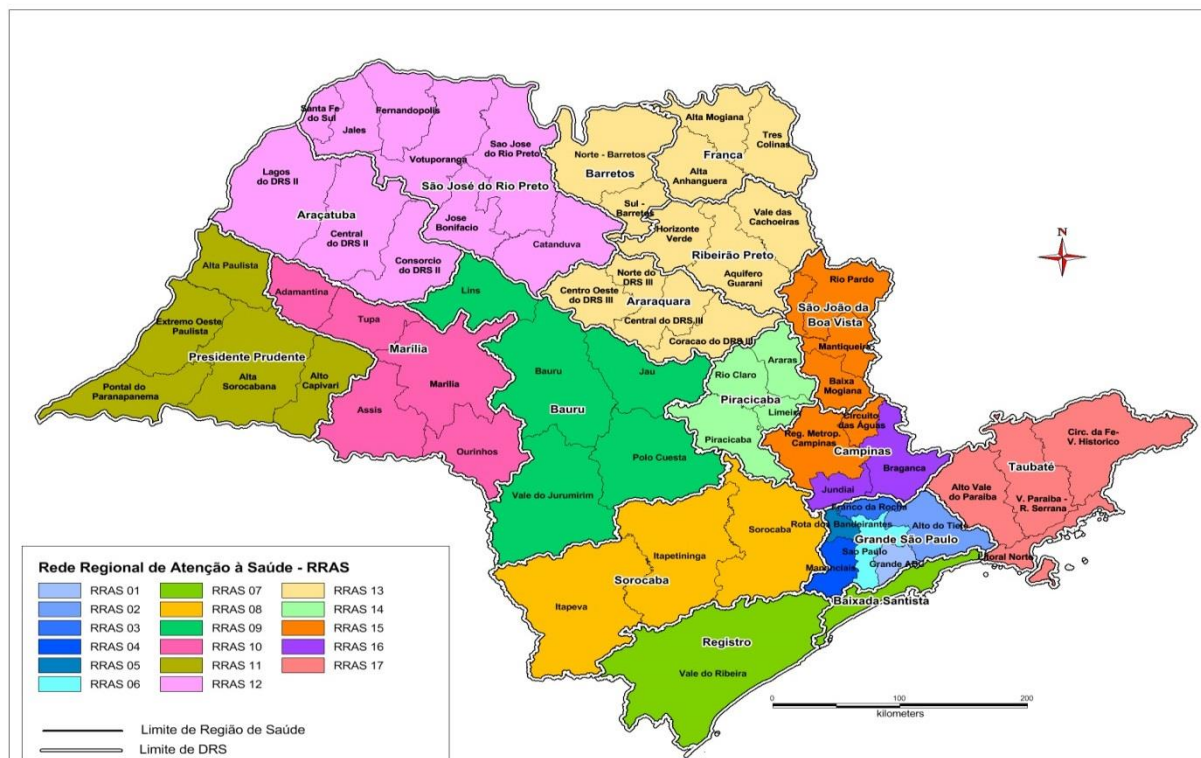 Santa Fe
do Sul
Jales
Fernandopolis
Votuporanga
Sao Jose
do Rio Preto
São José do Rio Preto
Jose
Bonifacio
Catanduva
Lagos
do DRS II
Araçatuba
Central
do DRS II
Consorcio
do DRS II
Norte - Barretos
Barretos
Sul -
Barretos
Alta Mogiana
Franca
Tres
Colinas
Alta
Anhanguera
Horizonte
Verde
Vale das
Cachoeiras
Ribeirão Preto
Aquifero
Guarani
Norte do
DRS III
Centro Oeste
do DRS III
Araraquara
Central do DRS III
Coracao do DRS III
Rio Pardo
São João da
Boa Vista
Mantiqueira
Baixa
Mogiana
N
Alta Paulista
Extremo Oeste
Paulista
Presidente Prudente
Pontal do
Paranapanema
Alta
Sorocabana
Alto
Capivari
Adamantina
Tupa
Marília
Marilia
Assis
Ourinhos
Lins
Bauru
Jau
Bauru
Polo Cuesta
Vale do Jurumirim
Araras
Rio Claro
Piracicaba
Limeira
Piracicaba
Circuito
das Águas
Reg. Metrop.
Campinas
Campinas
Braganca
Jundiai
Circ. da Fe-
V. Historico
Taubaté
Alto Vale
do Paraiba
V. Paraiba -
R. Serrana
Litoral Norte
Franco da Rocha
Rota dos Bandeirantes
Alto do Tiete
Grande São Paulo
Sao Paulo
Mananciais
Grande ABC
Baixada Santista
Sorocaba
Itapetininga
Sorocaba
Itapeva
Registro
Vale do Ribeira
0 100 200
kilometers
Rede Regional de Atenção à Saúde - RRAS
RRAS 01 RRAS 07 RRAS 13
RRAS 02 RRAS 08 RRAS 14
RRAS 03 RRAS 09 RRAS 15
RRAS 04 RRAS 10 RRAS 16
RRAS 05 RRAS 11 RRAS 17
RRAS 06 RRAS 12
Limite de Região de Saúde
Limite de DRS